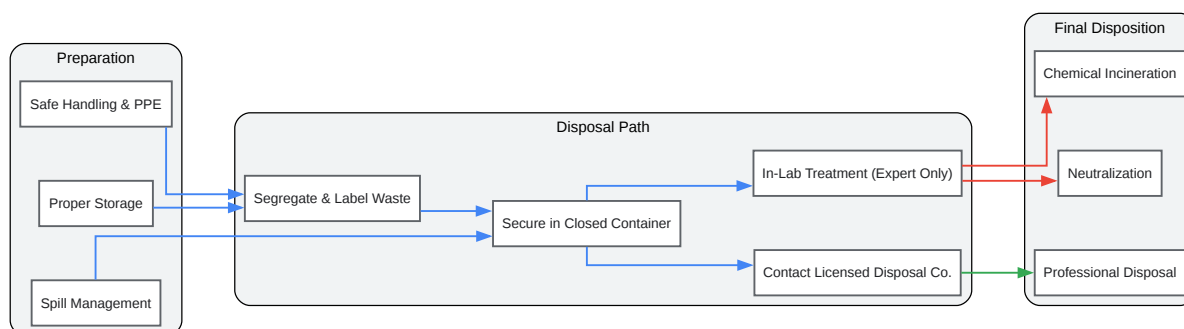 Preparation
Safe Handling & PPE
Proper Storage
Spill Management
Disposal Path
Segregate & Label Waste
Secure in Closed Container
In-Lab Treatment (Expert Only)
Contact Licensed Disposal Co.
Final Disposition
Chemical Incineration
Neutralization
Professional Disposal